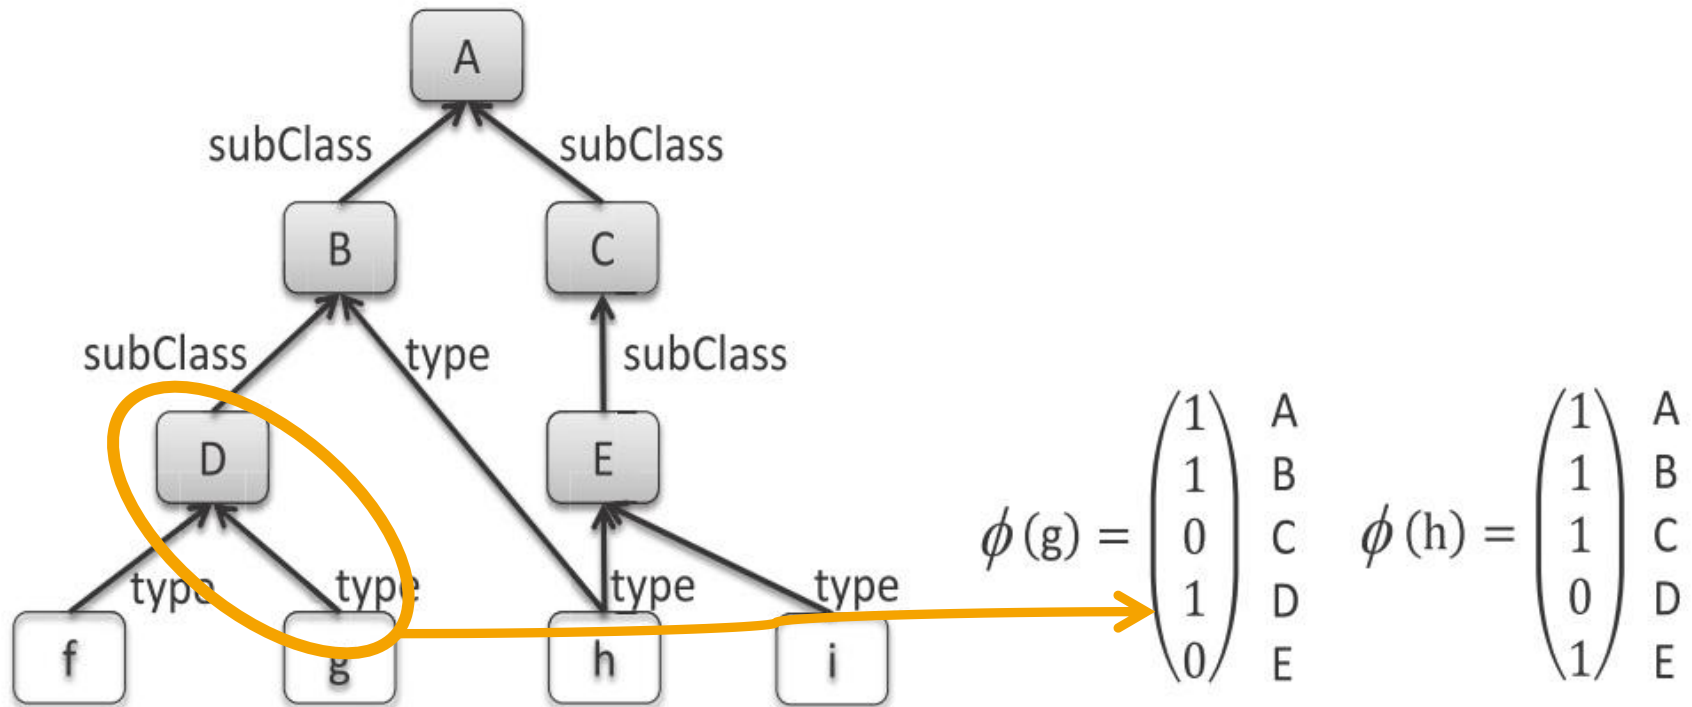 A
subClass subClass
B C
subClass type subClass
D E
type type type type
f g h i
ϕ(g) = (1 1 0 1 0) A B C D E
ϕ(h) = (1 1 1 0 1) A B C D E